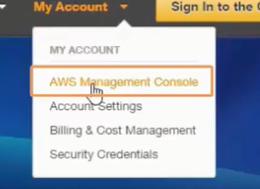 My Account
Sign In to the
MY ACCOUNT
AWS Management Console
Account Settings
Billing & Cost Management
Security Credentials